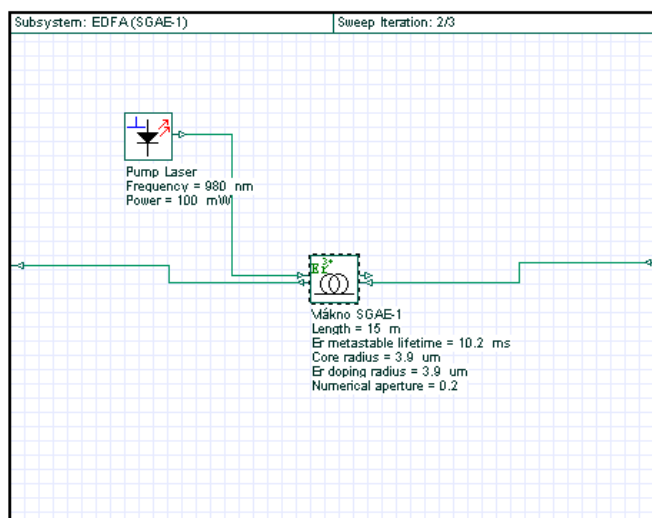 Subsystem: EDFA (SGAE-1)
Sweep Iteration: 2/3
Pump Laser
Frequency = 980 nm
Power = 100 mW
Er 3+
Vlákno SGAE-1
Length = 15 m
Er metastable lifetime = 10.2 ms
Core radius = 3.9 um
Er doping radius = 3.9 um
Numerical aperture = 0.2